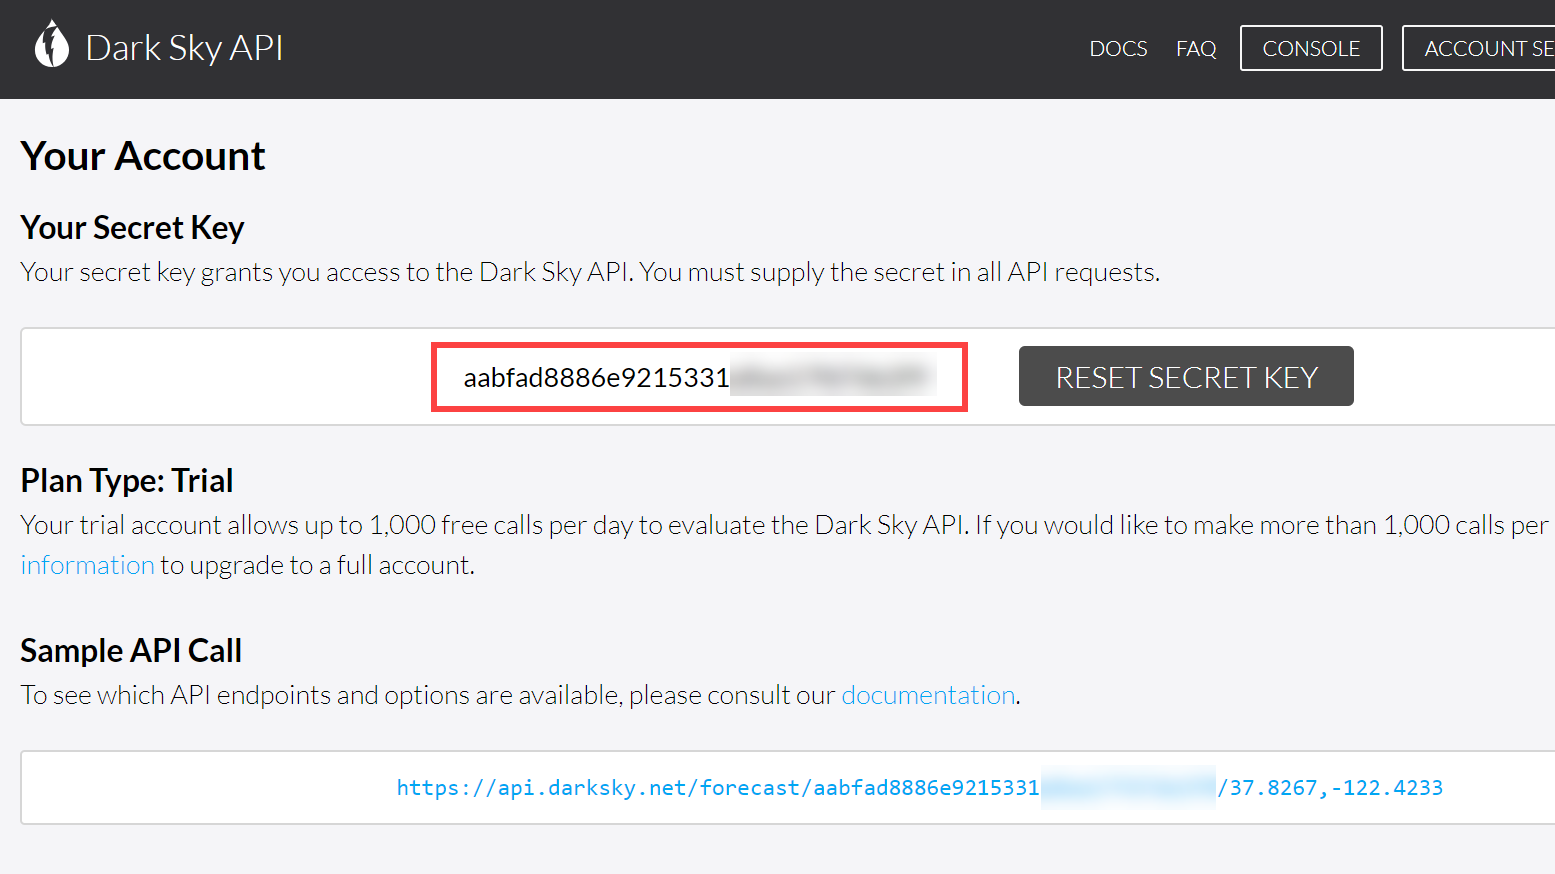 Dark Sky API
DOCS FAQ CONSOLE ACCOUNT SE
Your Account
Your Secret Key
Your secret key grants you access to the Dark Sky API. You must supply the secret in all API requests.
aabfad8886e9215331
RESET SECRET KEY
Plan Type: Trial
Your trial account allows up to 1,000 free calls per day to evaluate the Dark Sky API. If you would like to make more than 1,000 calls per
information to upgrade to a full account.
Sample API Call
To see which API endpoints and options are available, please consult our documentation.
https://api.darksky.net/forecast/aabfad8886e9215331 /37.8267,-122.4233